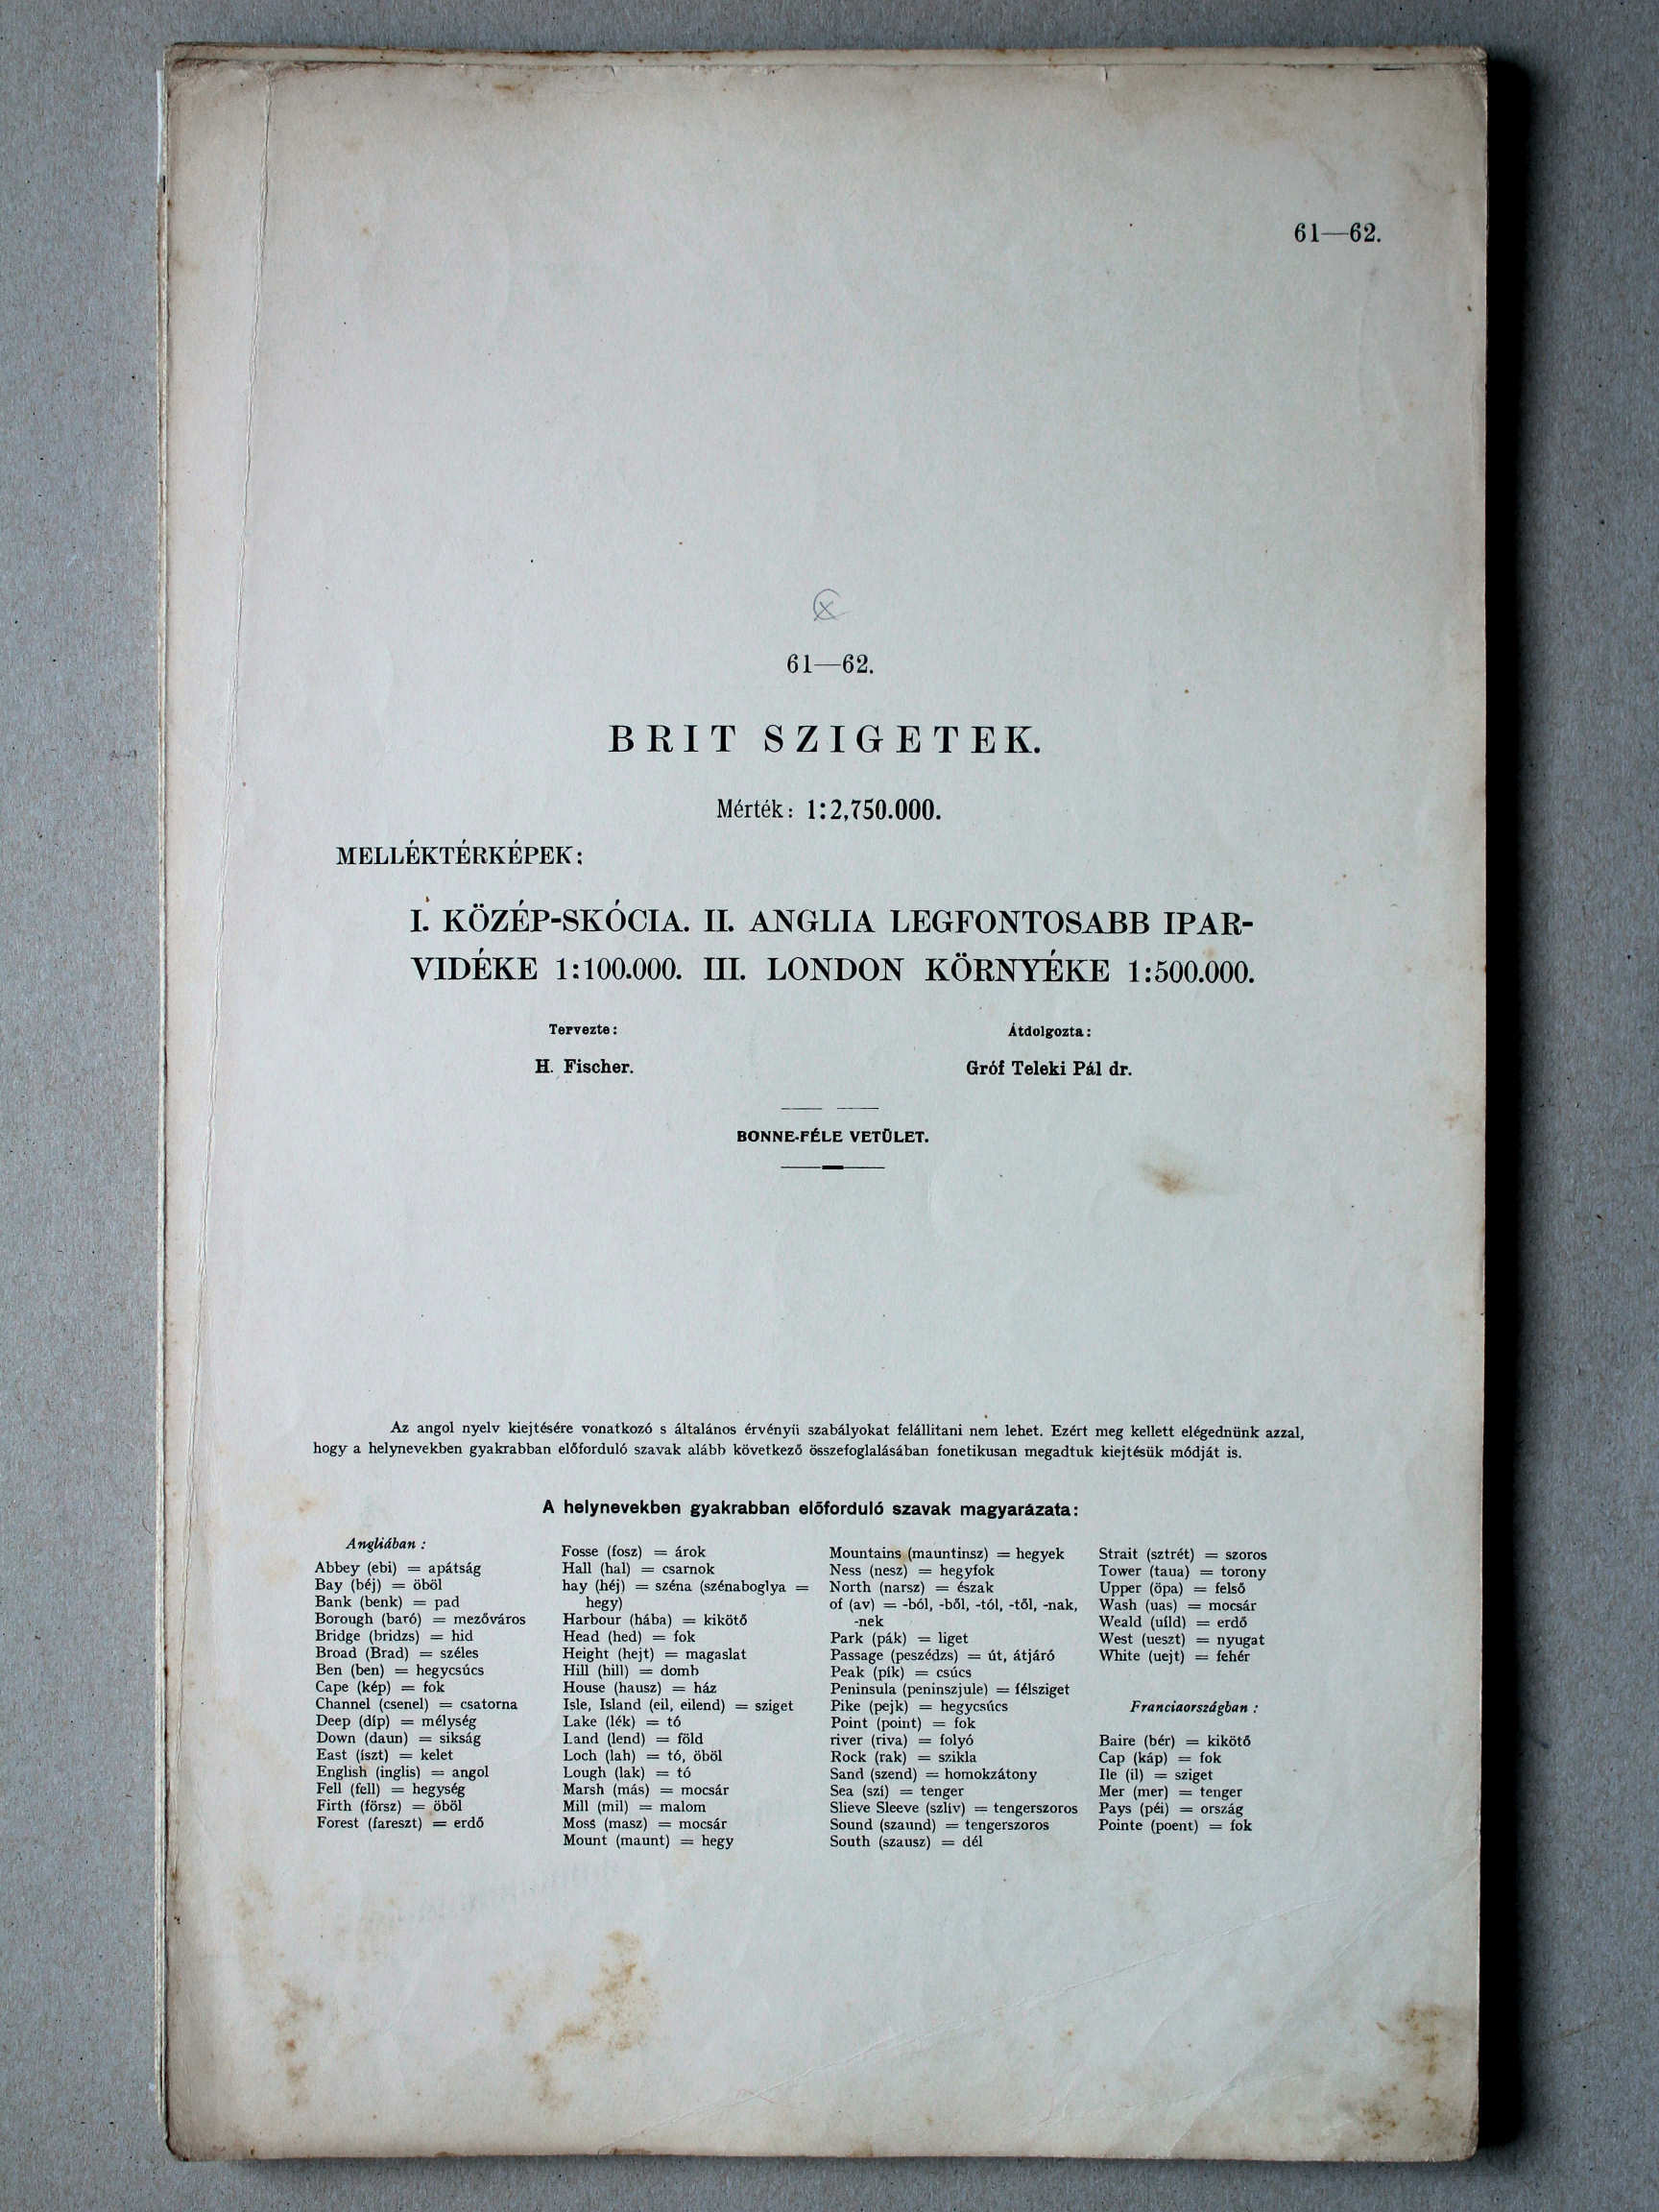 61—62.
61—62.
BRIT SZIGETEK.
Mérték: 1:2,750.000.
MELLÉKTÉRKÉPEK:
I. KÖZÉP-SKÓCIA. II. ANGLIA LEGFONTOSABB IPAR-
VIDÉKE 1:100.000. III. LONDON KÖRNYÉKE 1:500.000.
Tervezte:
H. Fischer.
Átdolgozta:
Gróf Teleki Pál dr.
BONNE-FÉLE VETÜLET.
Az angol nyelv kiejtésére vonatkozó s általános érvényű szabályokat felállitani nem lehet. Ezért meg kellett elégednünk azzal,
hogy a helynevekben gyakrabban előforduló szavak alább következő összefoglalásában fonetikusan megadtuk kiejtésük módját is.
A helynevekben gyakrabban előforduló szavak magyarázata:
Angliában:
Abbey (ebi) = apátság
Bay (béj) = öböl
Bank (benk) = pad
Borough (baró) = mezőváros
Bridge (bridzs) = hid
Broad (Brad) = széles
Ben (ben) = hegycsúcs
Cape (kép) = fok
Channel (csenel) = csatorna
Deep (díp) = mélység
Down (daun) = sikság
East (íszt) = kelet
English (inglis) = angol
Fell (fell) = hegység
Firth (försz) = öböl
Forest (fareszt) = erdő
Fosse (fosz) = árok
Hall (hal) = csarnok
hay (héj) = széna (szénaboglya =
hegy)
Harbour (hába) = kikötő
Head (hed) = fok
Height (hejt) = magaslat
Hill (hill) = domb
House (hausz) = ház
Isle, Island (eil, eilend) = sziget
Lake (lék) = tó
Land (lend) = föld
Loch (lah) = tó, öböl
Lough (lak) = tó
Marsh (más) = mocsár
Mill (mil) = malom
Moss (masz) = mocsár
Mount (maunt) = hegy
Mountains (mauntinsz) = hegyek
Ness (nesz) = hegyfok
North (narsz) = észak
of (av) = -ból, -ből, -tól, -től, -nak,
-nek
Park (pák) = liget
Passage (peszédzs) = út, átjáró
Peak (pík) = csúcs
Peninsula (peninszjule) = félsziget
Pike (pejk) = hegycsúcs
Point (point) = fok
river (riva) = folyó
Rock (rak) = szikla
Sand (szend) = homokzátony
Sea (szí) = tenger
Slieve Sleeve (szlív) = tengerszoros
Sound (szaund) = tengerszoros
South (szausz) = dél
Strait (sztrét) = szoros
Tower (taua) = torony
Upper (öpa) = felső
Wash (uas) = mocsár
Weald (uíld) = erdő
West (ueszt) = nyugat
White (uejt) = fehér
Franciaországban:
Baire (bér) = kikötő
Cap (káp) = fok
Ile (il) = sziget
Mer (mer) = tenger
Pays (péi) = ország
Pointe (poent) = fok